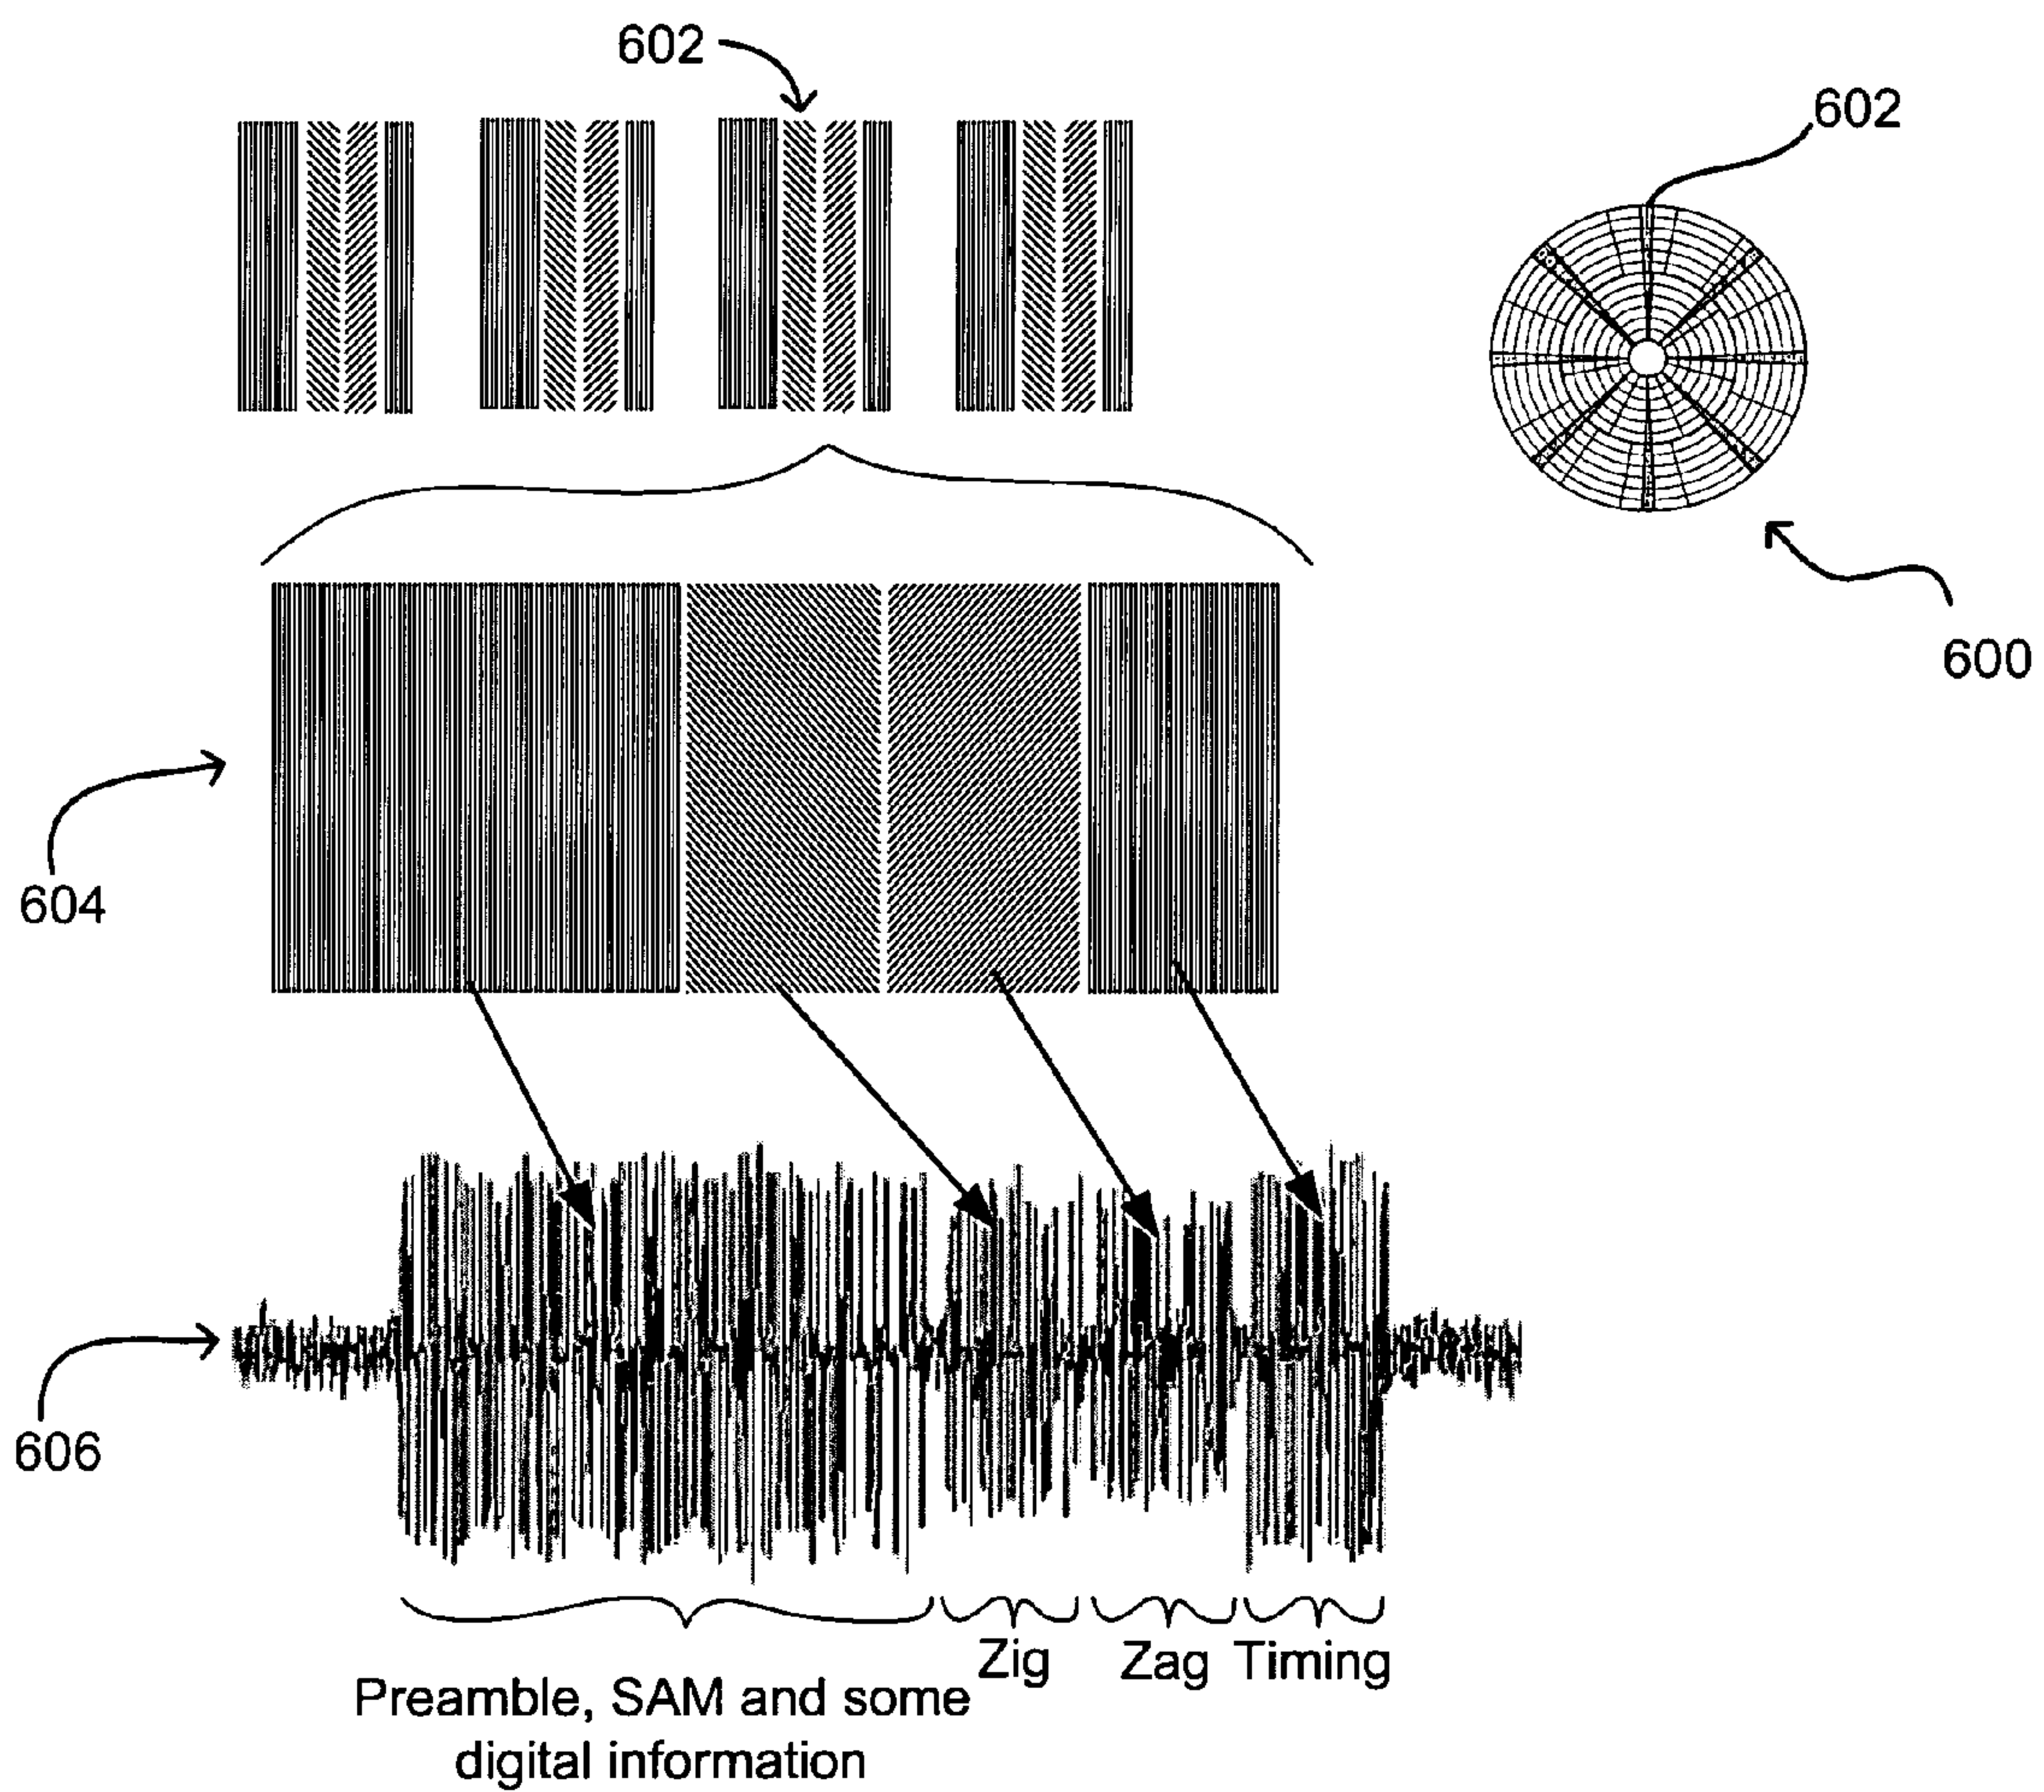 602
602
600
604
606
Zig
Zag
Timing
Preamble, SAM and some
digital information